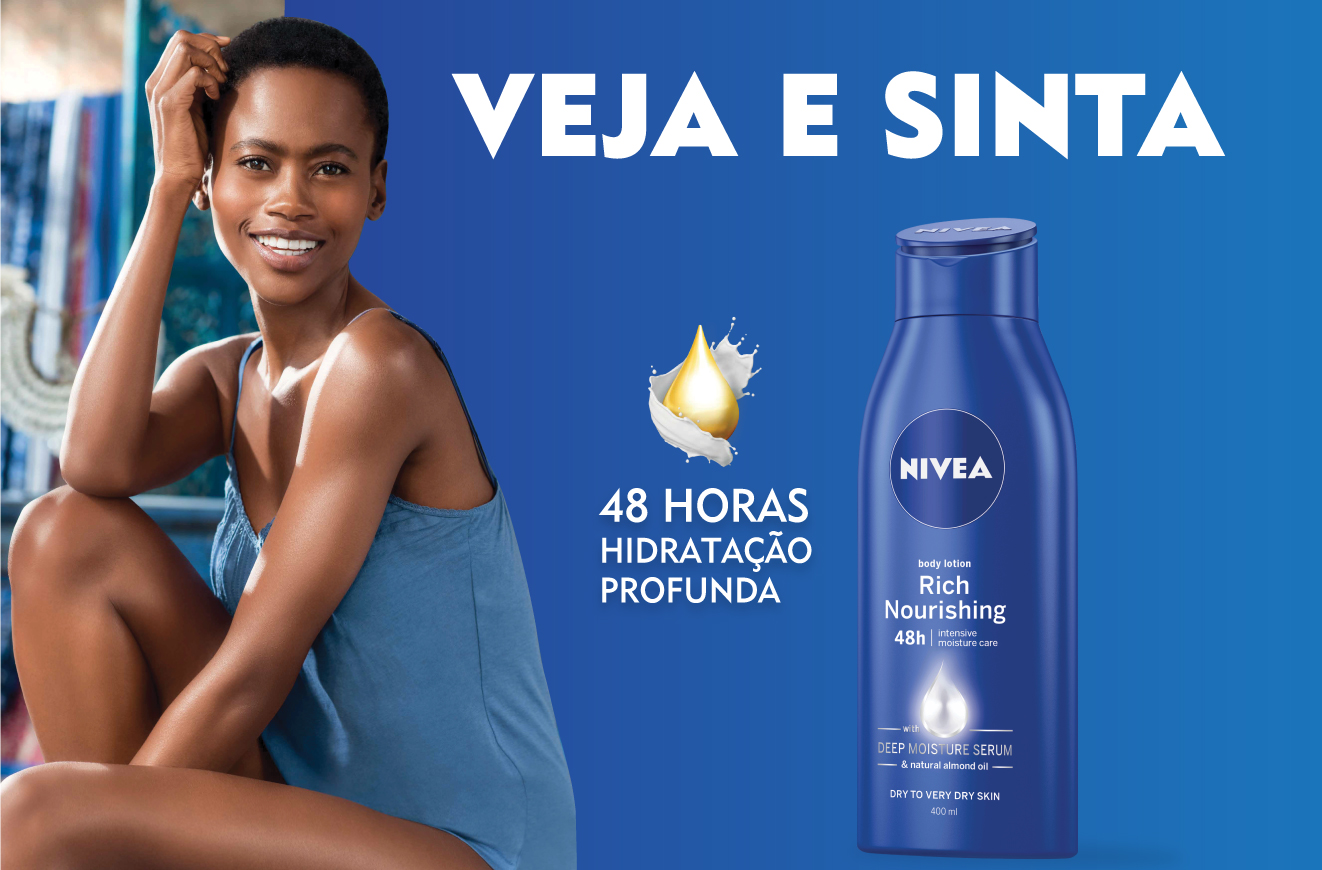 VEJA E SINTA
48 HORAS
HIDRATAÇÃO
PROFUNDA
NIVEA
NIVEA
body lotion
Rich
Nourishing
48h | intensive
moisture care
with
DEEP MOISTURE SERUM
& natural almond oil
DRY TO VERY DRY SKIN
400 ml